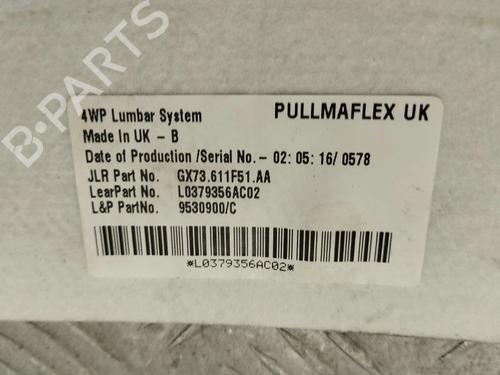 4WP Lumbar System
PULLMAFLEX UK
Made In UK - B
Date of Production /Serial No.- 02: 05: 16/ 0578
JLR Part No. GX73.611F51.AA
LearPart No. L0379356AC02
L&P PartNo. 9530900/C
*L0379356AC02*
B-PARTS